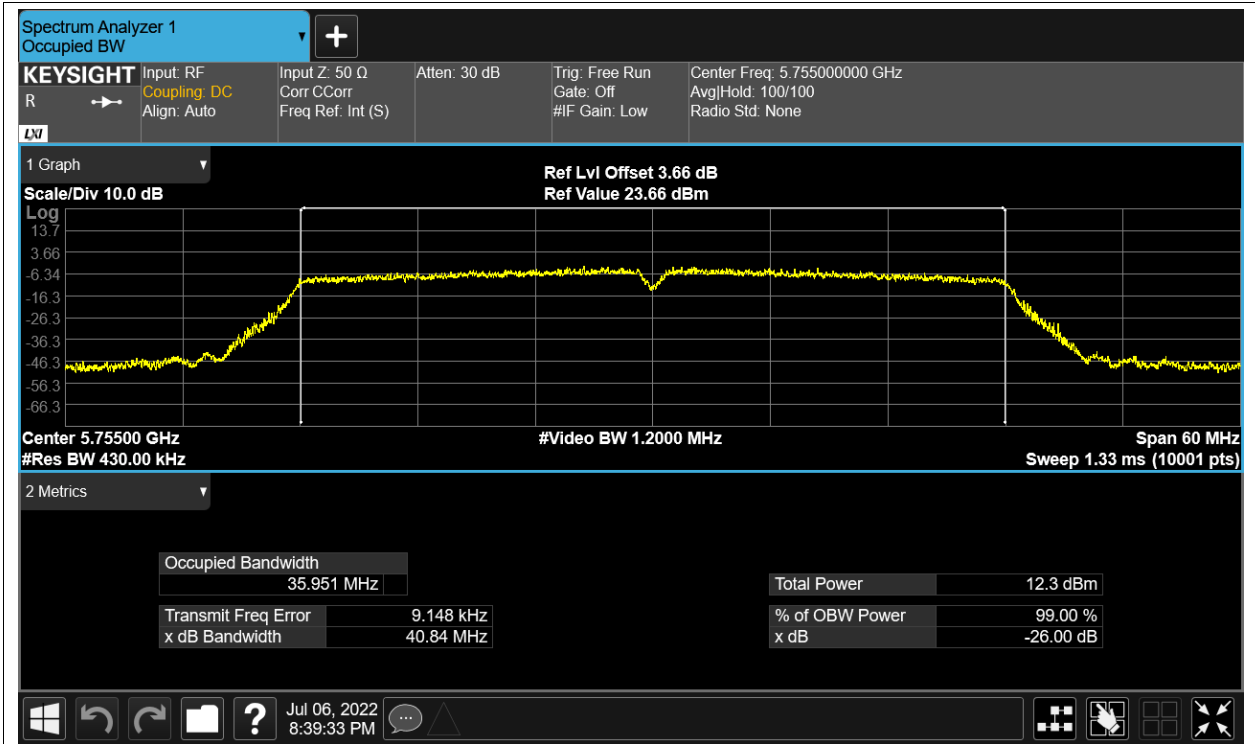 Spectrum Analyzer 1
Occupied BW
▼
+
KEYSIGHT
R
LXI
Input: RF
Coupling: DC
Align: Auto
Input Z: 50 Ω
Corr CCorr
Freq Ref: Int (S)
Atten: 30 dB
Trig: Free Run
Gate: Off
#IF Gain: Low
Center Freq: 5.755000000 GHz
Avg|Hold: 100/100
Radio Std: None
1 Graph ▼
Scale/Div 10.0 dB
Ref Lvl Offset 3.66 dB
Ref Value 23.66 dBm
Log
13.7
3.66
-6.34
-16.3
-26.3
-36.3
-46.3
-56.3
-66.3
Center 5.75500 GHz
#Res BW 430.00 kHz
#Video BW 1.2000 MHz
Span 60 MHz
Sweep 1.33 ms (10001 pts)
2 Metrics ▼
Occupied Bandwidth
35.951 MHz
Transmit Freq Error 9.148 kHz
x dB Bandwidth 40.84 MHz
Total Power 12.3 dBm
% of OBW Power 99.00 %
x dB -26.00 dB
?
Jul 06, 2022
8:39:33 PM